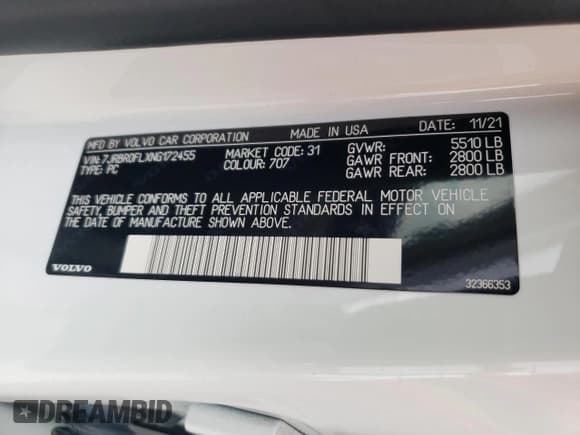 MFD BY VOLVO CAR CORPORATION MADE IN USA 11/21
VIN: 7JRBR0FLXNG172455 MARKET CODE: 31 GVWR: 5510 LB
TYPE: PC COLOUR: 707 GAWR FRONT: 2800 LB
GAWR REAR: 2800 LB
THIS VEHICLE CONFORMS TO ALL APPLICABLE FEDERAL MOTOR VEHICLE
SAFETY, BUMPER AND THEFT PREVENTION STANDARDS IN EFFECT ON
THE DATE OF MANUFACTURE SHOWN ABOVE.
VOLVO 32366353
DREAMBID